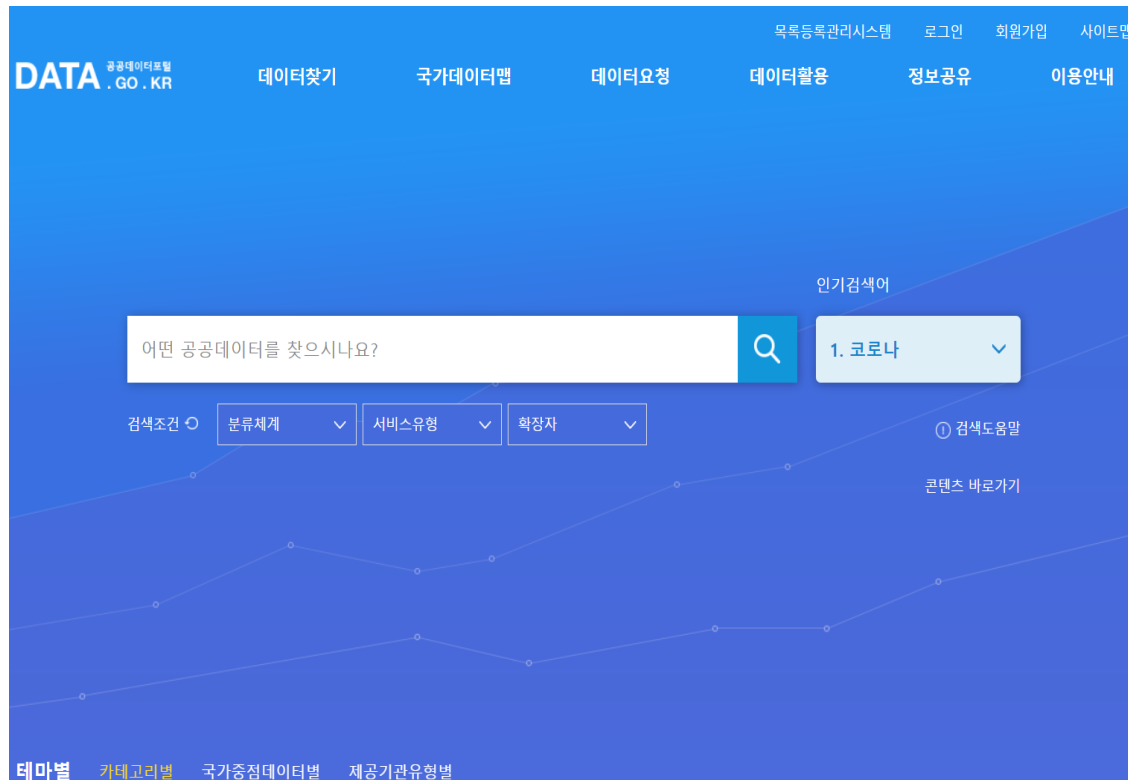 목록등록관리시스템 로그인 회원가입 사이트맵
DATA 공공데이터포털
. GO . KR
데이터찾기 국가데이터맵 데이터요청 데이터활용 정보공유 이용안내
인기검색어
어떤 공공데이터를 찾으시나요?
1. 코로나
검색조건 분류체계 서비스유형 확장자
검색도움말
콘텐츠 바로가기
테마별 카테고리별 국가중점데이터별 제공기관유형별